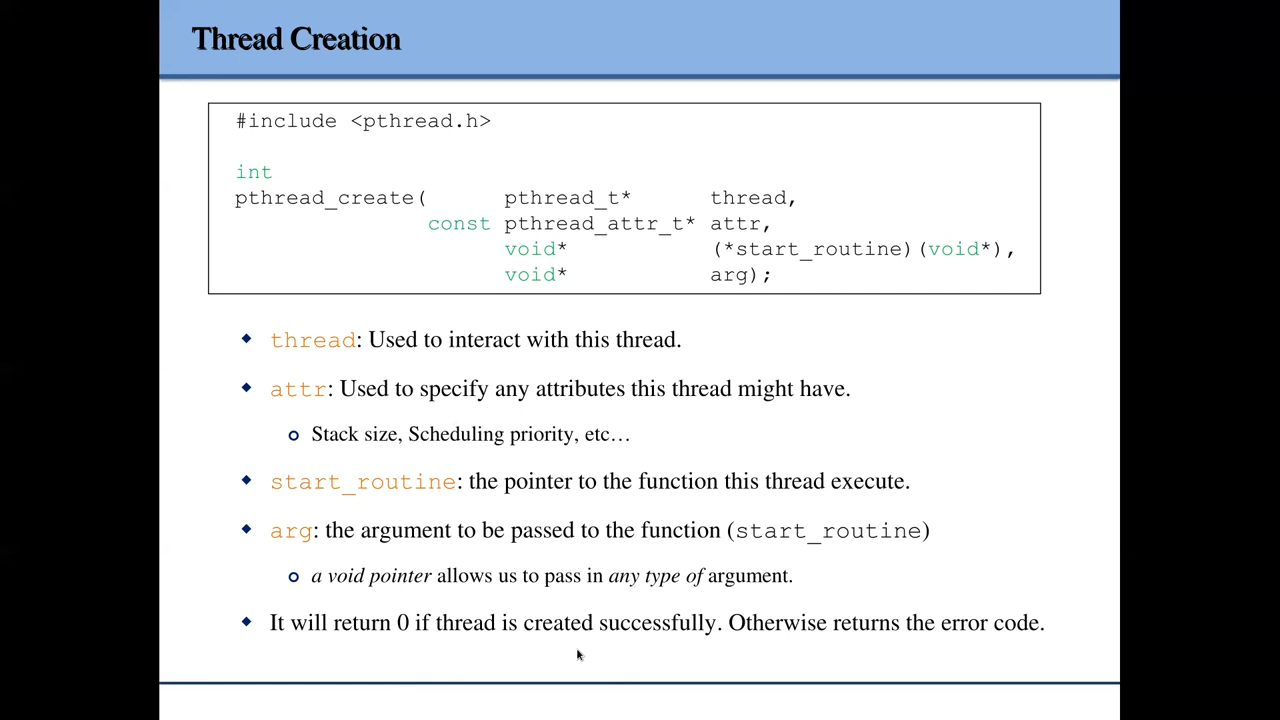 Thread Creation
#include <pthread.h>
int
pthread_create( pthread_t* thread,
const pthread_attr_t* attr,
void* (*start_routine)(void*),
void* arg);
thread: Used to interact with this thread.
attr: Used to specify any attributes this thread might have.
Stack size, Scheduling priority, etc…
start_routine: the pointer to the function this thread execute.
arg: the argument to be passed to the function (start_routine)
a void pointer allows us to pass in any type of argument.
It will return 0 if thread is created successfully. Otherwise returns the error code.